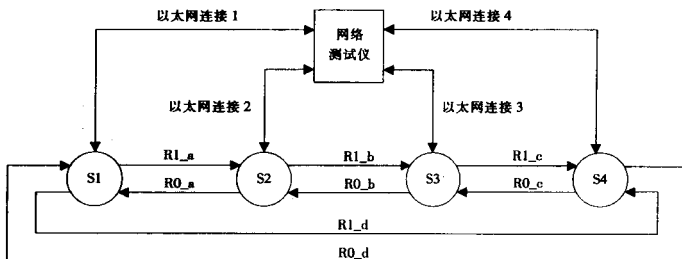 以太网连接 1
网络
测试仪
以太网连接 4
以太网连接 2
以太网连接 3
R1_a
R1_b
R1_c
S1
S2
S3
S4
R0_a
R0_b
R0_c
R1_d
R0_d